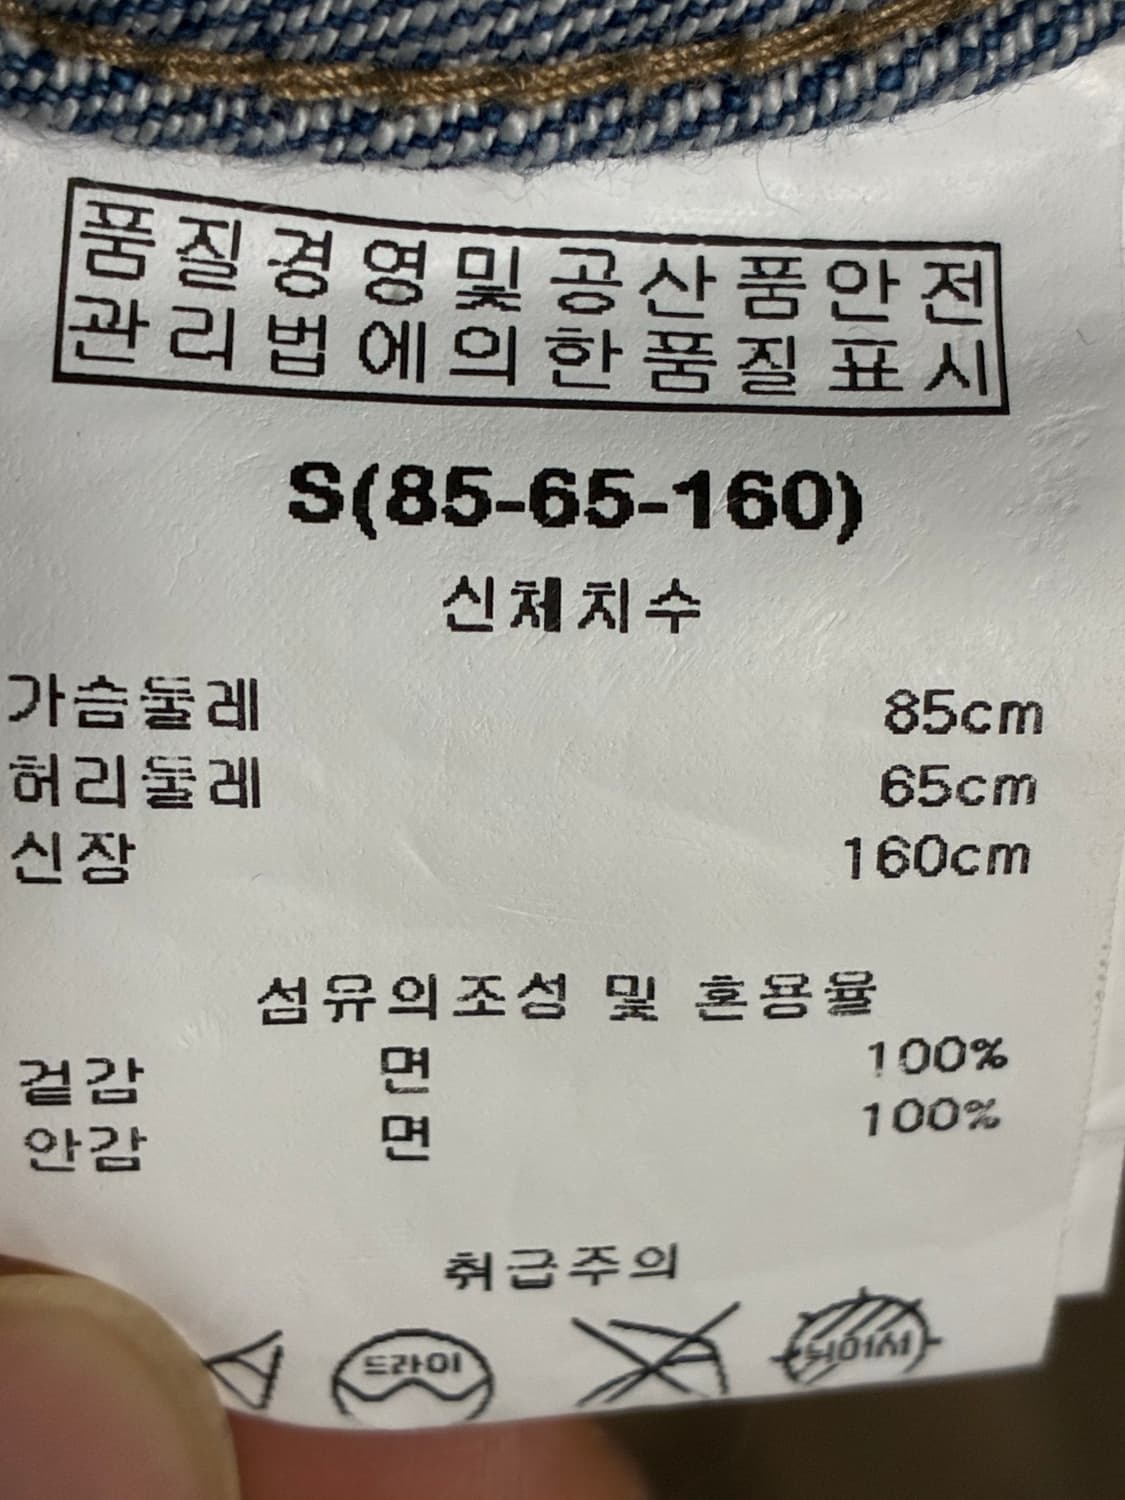 품질경영및공산품안전
관리법에의한품질표시
S(85-65-160)
신체치수
가슴둘레 85cm
허리둘레 65cm
신장 160cm
섬유의조성 및 혼용율
겉감 면 100%
안감 면 100%
취급주의
드라이
뉘어서